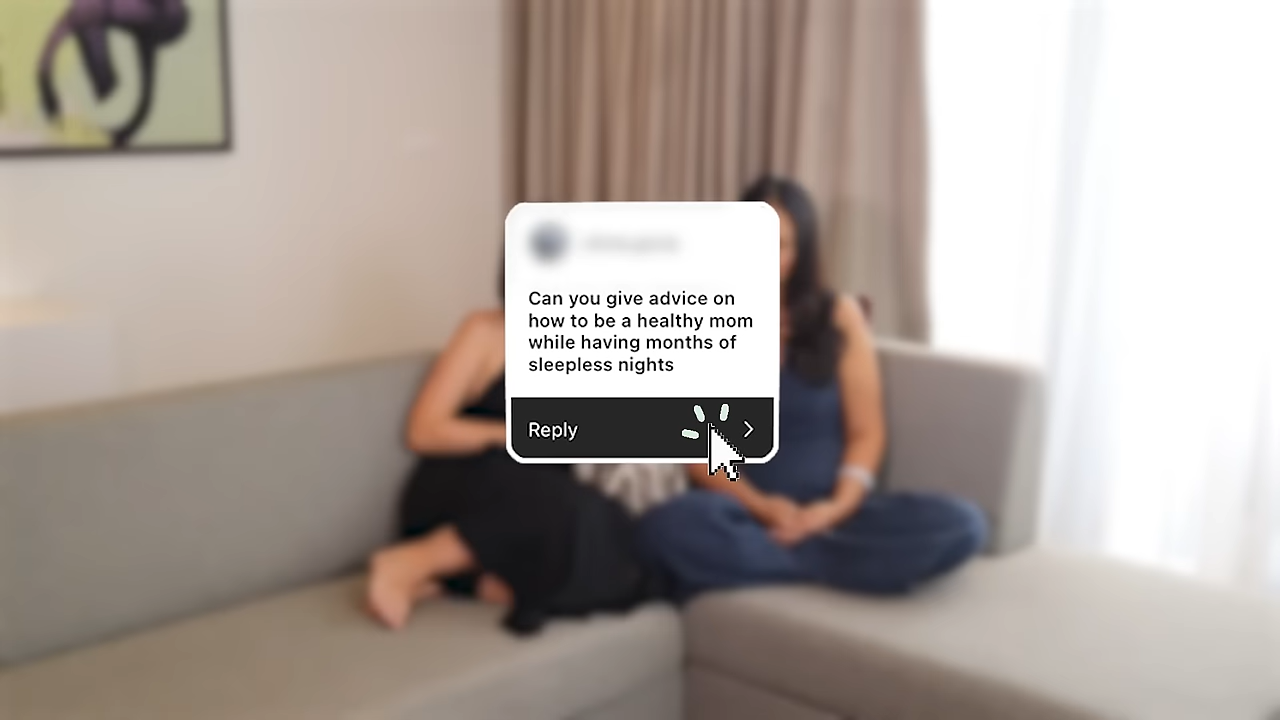 Can you give advice on
how to be a healthy mom
while having months of
sleepless nights
Reply